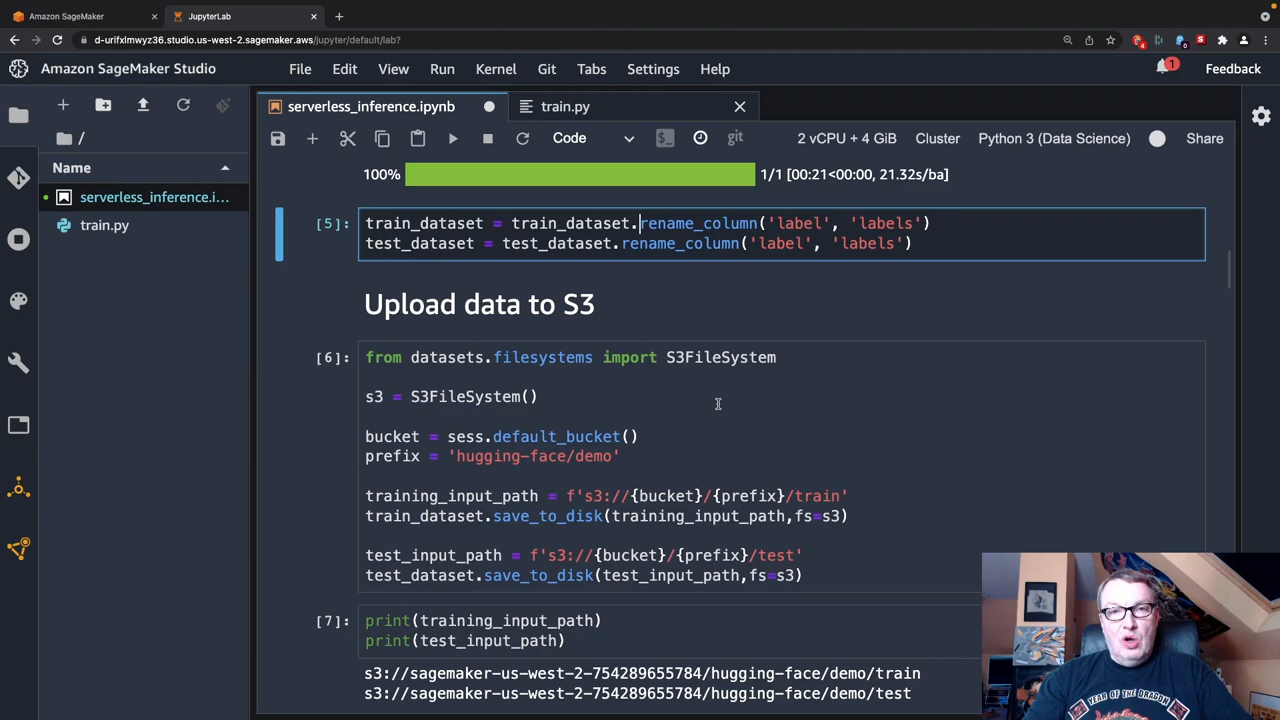 Amazon SageMaker
JupyterLab
d-urifxlmwyz36.studio.us-west-2.sagemaker.aws/jupyter/default/lab?
Amazon SageMaker Studio
File Edit View Run Kernel Git Tabs Settings Help
1
Feedback
serverless_inference.ipynb
train.py
Code
git
2 vCPU + 4 GiB
Cluster
Python 3 (Data Science)
Share
/
Name
serverless_inference.i...
train.py
100% 1/1 [00:21<00:00, 21.32s/ba]
[5]: train_dataset = train_dataset.rename_column('label', 'labels')
test_dataset = test_dataset.rename_column('label', 'labels')
Upload data to S3
[6]: from datasets.filesystems import S3FileSystem
s3 = S3FileSystem()
bucket = sess.default_bucket()
prefix = 'hugging-face/demo'
training_input_path = f's3://{bucket}/{prefix}/train'
train_dataset.save_to_disk(training_input_path,fs=s3)
test_input_path = f's3://{bucket}/{prefix}/test'
test_dataset.save_to_disk(test_input_path,fs=s3)
[7]: print(training_input_path)
print(test_input_path)
s3://sagemaker-us-west-2-754289655784/hugging-face/demo/train
s3://sagemaker-us-west-2-754289655784/hugging-face/demo/test
YEAR OF THE DRAGON